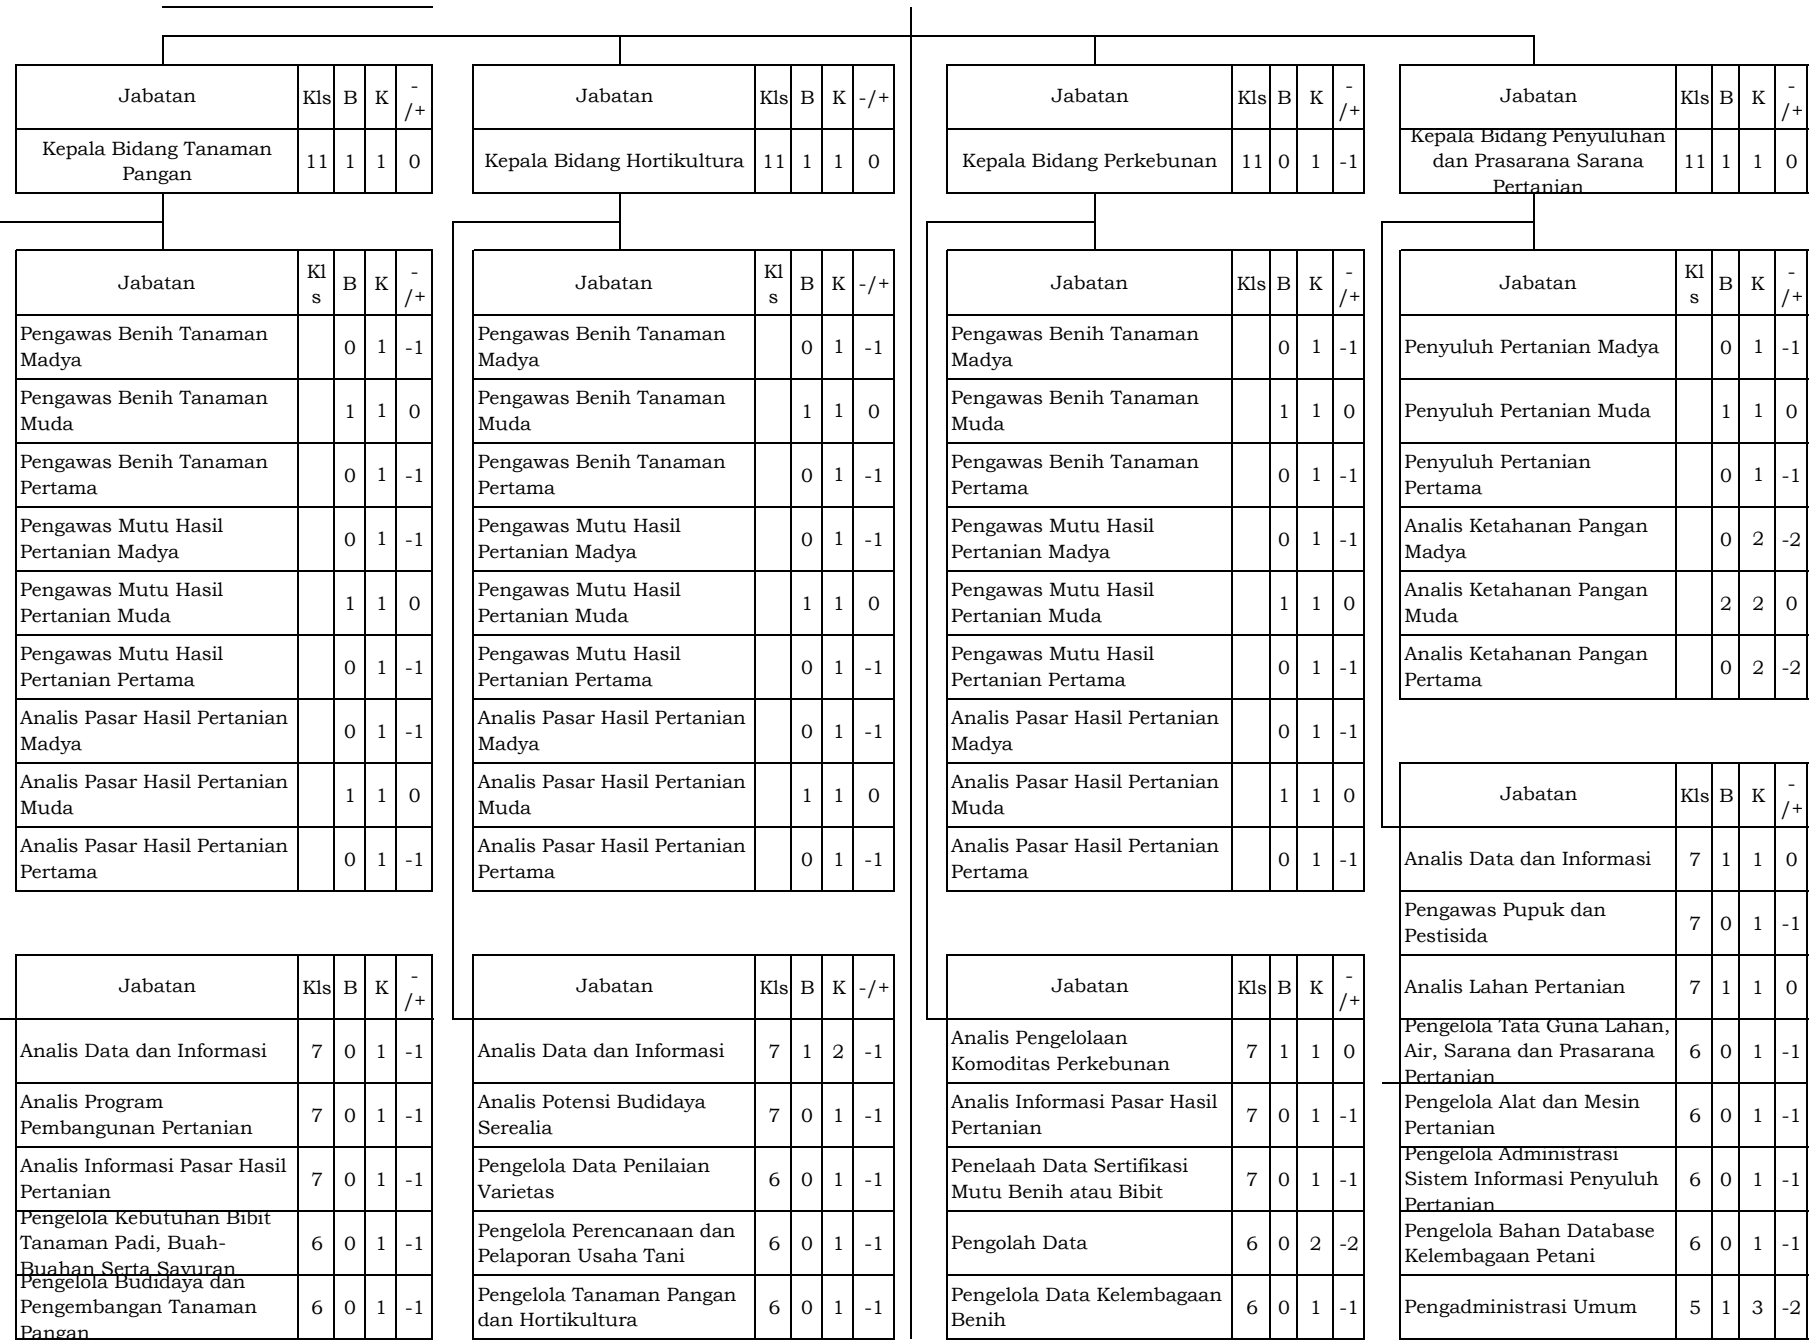 Jabatan Kls B K -/+
Kepala Bidang Tanaman
Pangan 11 1 1 0
Jabatan Kls B K -/+
Kepala Bidang Hortikultura 11 1 1 0
Jabatan Kls B K -/+
Kepala Bidang Perkebunan 11 0 1 -1
Jabatan Kls B K -/+
Kepala Bidang Penyuluhan
dan Prasarana Sarana 11 1 1 0
Pertanian
Jabatan Kls B K -/+
Pengawas Benih Tanaman
Madya 0 1 -1
Pengawas Benih Tanaman
Muda 1 1 0
Pengawas Benih Tanaman
Pertama 0 1 -1
Pengawas Mutu Hasil
Pertanian Madya 0 1 -1
Pengawas Mutu Hasil
Pertanian Muda 1 1 0
Pengawas Mutu Hasil
Pertanian Pertama 0 1 -1
Analis Pasar Hasil Pertanian
Madya 0 1 -1
Analis Pasar Hasil Pertanian
Muda 1 1 0
Analis Pasar Hasil Pertanian
Pertama 0 1 -1
Jabatan Kls B K -/+
Analis Data dan Informasi 7 0 1 -1
Analis Program
Pembangunan Pertanian 7 0 1 -1
Analis Informasi Pasar Hasil
Pertanian 7 0 1 -1
Pengelola Kebutuhan Bibit
Tanaman Padi, Buah- 6 0 1 -1
Buahan Serta Sayuran
Pengelola Budidaya dan
Pengembangan Tanaman 6 0 1 -1
Pangan
Jabatan Kls B K -/+
Pengawas Benih Tanaman
Madya 0 1 -1
Pengawas Benih Tanaman
Muda 1 1 0
Pengawas Benih Tanaman
Pertama 0 1 -1
Pengawas Mutu Hasil
Pertanian Madya 0 1 -1
Pengawas Mutu Hasil
Pertanian Muda 1 1 0
Pengawas Mutu Hasil
Pertanian Pertama 0 1 -1
Analis Pasar Hasil Pertanian
Madya 0 1 -1
Analis Pasar Hasil Pertanian
Muda 1 1 0
Analis Pasar Hasil Pertanian
Pertama 0 1 -1
Jabatan Kls B K -/+
Analis Data dan Informasi 7 1 2 -1
Analis Potensi Budidaya
Serealia 7 0 1 -1
Pengelola Data Penilaian
Varietas 6 0 1 -1
Pengelola Perencanaan dan
Pelaporan Usaha Tani 6 0 1 -1
Pengelola Tanaman Pangan
dan Hortikultura 6 0 1 -1
Jabatan Kls B K -/+
Pengawas Benih Tanaman
Madya 0 1 -1
Pengawas Benih Tanaman
Muda 1 1 0
Pengawas Benih Tanaman
Pertama 0 1 -1
Pengawas Mutu Hasil
Pertanian Madya 0 1 -1
Pengawas Mutu Hasil
Pertanian Muda 1 1 0
Pengawas Mutu Hasil
Pertanian Pertama 0 1 -1
Analis Pasar Hasil Pertanian
Madya 0 1 -1
Analis Pasar Hasil Pertanian
Muda 1 1 0
Analis Pasar Hasil Pertanian
Pertama 0 1 -1
Jabatan Kls B K -/+
Analis Pengelolaan
Komoditas Perkebunan 7 1 1 0
Analis Informasi Pasar Hasil
Pertanian 7 0 1 -1
Penelaah Data Sertifikasi
Mutu Benih atau Bibit 7 0 1 -1
Pengolah Data 6 0 2 -2
Pengelola Data Kelembagaan
Benih 6 0 1 -1
Jabatan Kls B K -/+
Penyuluh Pertanian Madya 0 1 -1
Penyuluh Pertanian Muda 1 1 0
Penyuluh Pertanian
Pertama 0 1 -1
Analis Ketahanan Pangan
Madya 0 2 -2
Analis Ketahanan Pangan
Muda 2 2 0
Analis Ketahanan Pangan
Pertama 0 2 -2
Jabatan Kls B K -/+
Analis Data dan Informasi 7 1 1 0
Pengawas Pupuk dan
Pestisida 7 0 1 -1
Analis Lahan Pertanian 7 1 1 0
Pengelola Tata Guna Lahan,
Air, Sarana dan Prasarana 6 0 1 -1
Pertanian
Pengelola Alat dan Mesin
Pertanian 6 0 1 -1
Pengelola Administrasi
Sistem Informasi Penyuluh 6 0 1 -1
Pertanian
Pengelola Bahan Database
Kelembagaan Petani 6 0 1 -1
Pengadministrasi Umum 5 1 3 -2